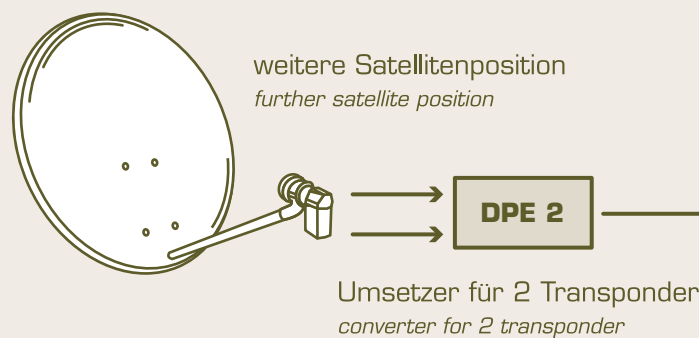 weitere Satellitenposition
further satellite position
DPE 2
Umsetzer für 2 Transponder
converter for 2 transponder